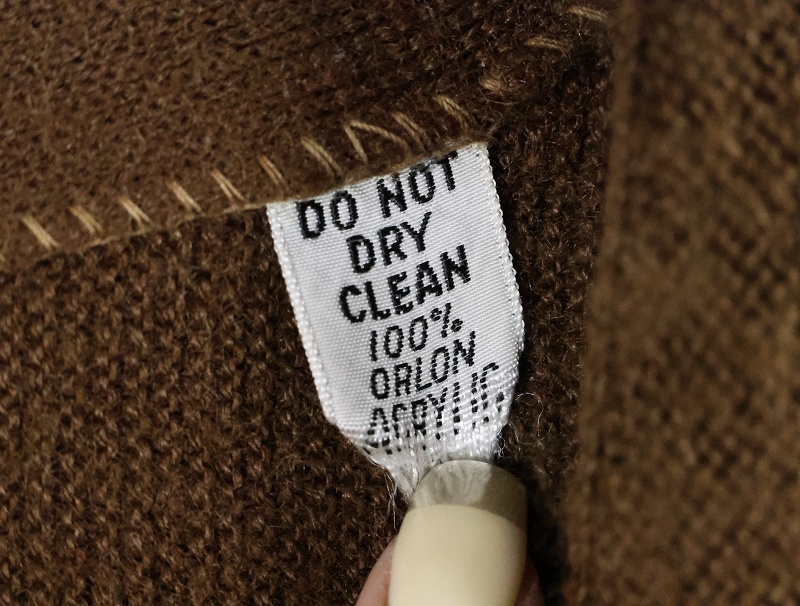 DO NOT
DRY
CLEAN
100%
ORLON
ACRYLIC